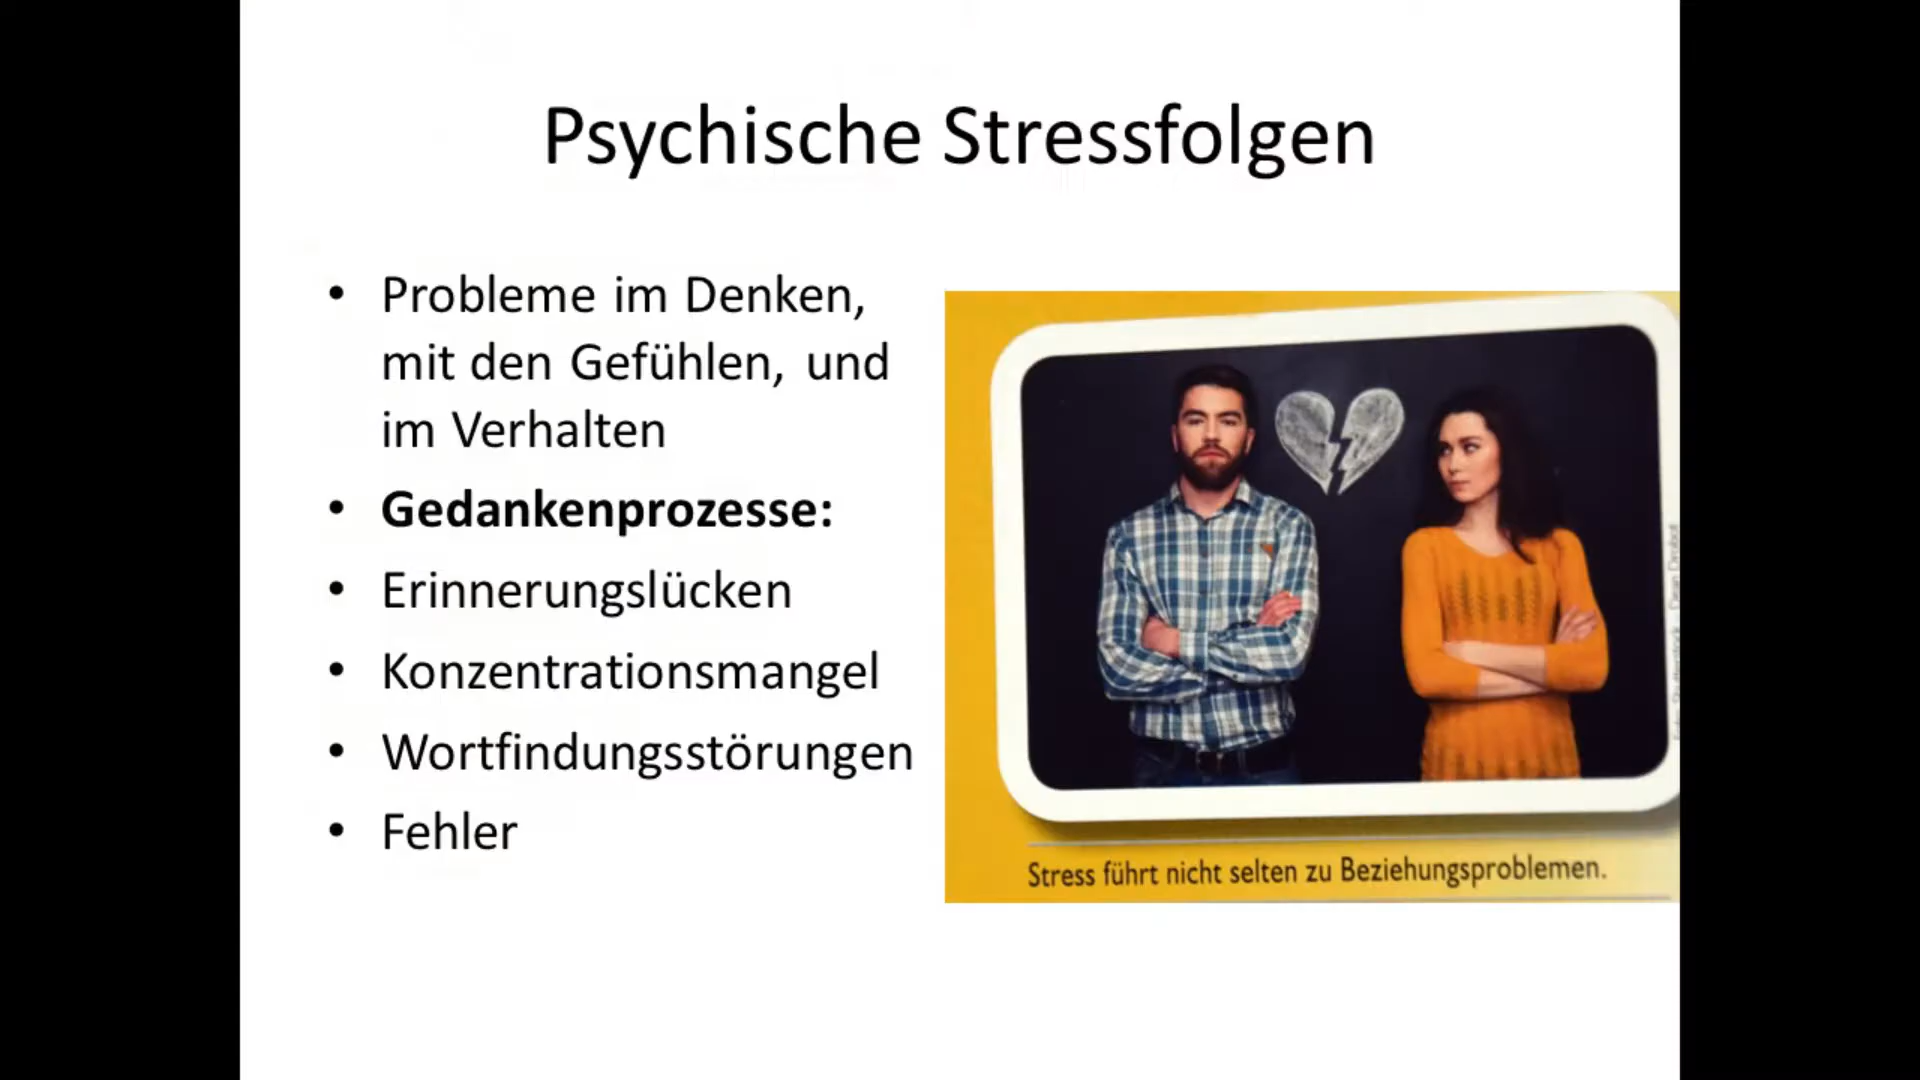 Psychische Stressfolgen
• Probleme im Denken,
mit den Gefühlen, und
im Verhalten
• Gedankenprozesse:
• Erinnerungslücken
• Konzentrationsmangel
• Wortfindungsstörungen
• Fehler
Stress führt nicht selten zu Beziehungsproblemen.